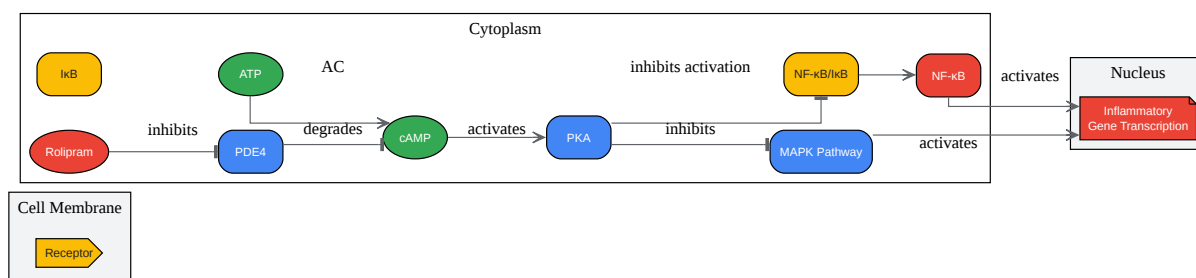 Cytoplasm
IκB
ATP
AC
inhibits activation
NF-κB/IκB
NF-κB
activates
Nucleus
Inflammatory
Gene Transcription
Rolipram
inhibits
PDE4
degrades
cAMP
activates
PKA
inhibits
MAPK Pathway
activates
Cell Membrane
Receptor